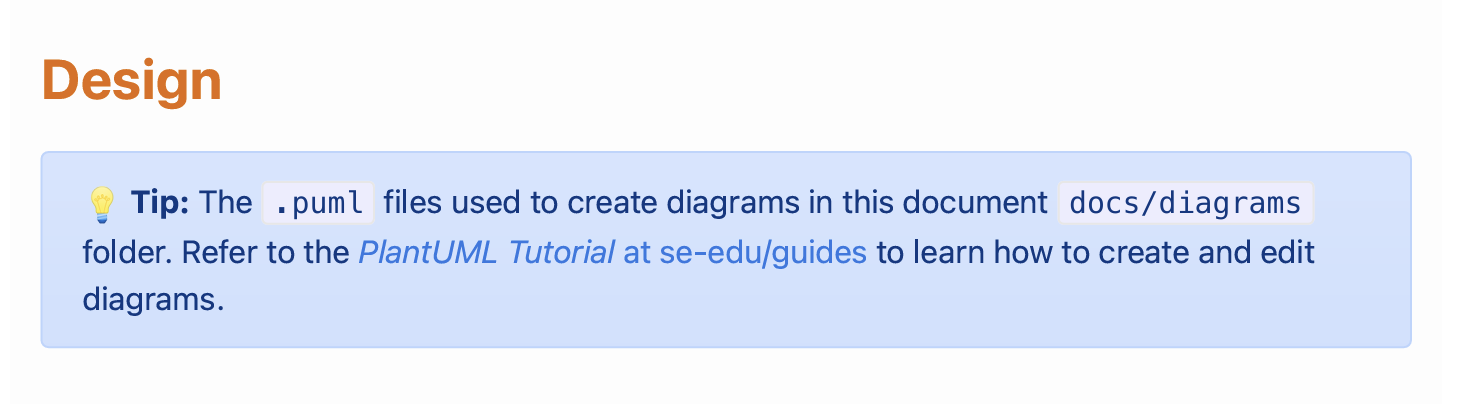 Design
💡 Tip: The .puml files used to create diagrams in this document docs/diagrams
folder. Refer to the PlantUML Tutorial at se-edu/guides to learn how to create and edit
diagrams.